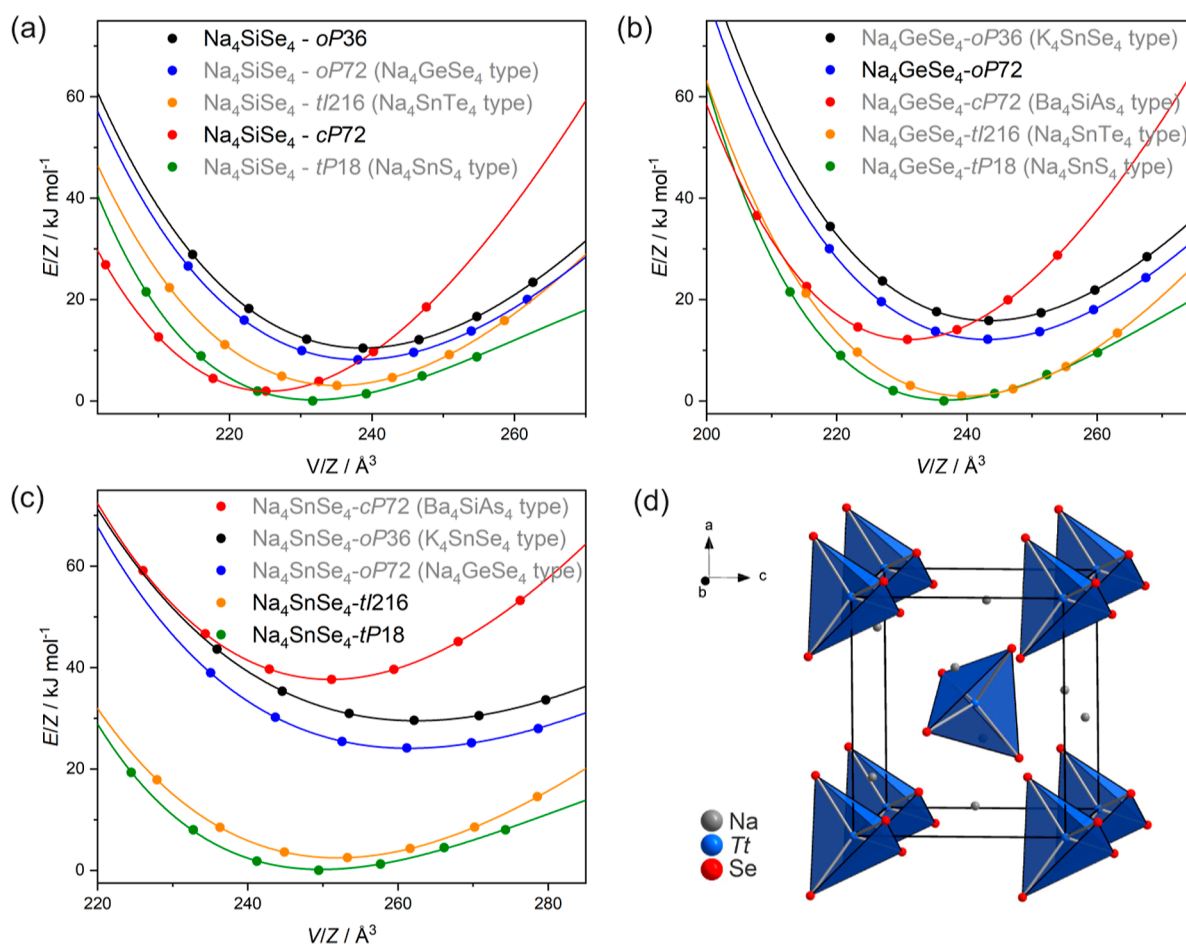 (a)
Na₄SiSe₄ - oP36
Na₄SiSe₄ - oP72 (Na₄GeSe₄ type)
Na₄SiSe₄ - tI216 (Na₄SnTe₄ type)
Na₄SiSe₄ - cP72
Na₄SiSe₄ - tP18 (Na₄SnS₄ type)
E/Z / kJ mol⁻¹
60
40
20
0
220 240 260
V/Z / Å³
(b)
Na₄GeSe₄-oP36 (K₄SnSe₄ type)
Na₄GeSe₄-oP72
Na₄GeSe₄-cP72 (Ba₄SiAs₄ type)
Na₄GeSe₄-tI216 (Na₄SnTe₄ type)
Na₄GeSe₄-tP18 (Na₄SnS₄ type)
E/Z / kJ mol⁻¹
60
40
20
0
200 220 240 260
V/Z / Å³
(c)
Na₄SnSe₄-cP72 (Ba₄SiAs₄ type)
Na₄SnSe₄-oP36 (K₄SnSe₄ type)
Na₄SnSe₄-oP72 (Na₄GeSe₄ type)
Na₄SnSe₄-tI216
Na₄SnSe₄-tP18
E/Z / kJ mol⁻¹
60
40
20
0
220 240 260 280
V/Z / Å³
(d)
a
c
b
Na
Tt
Se